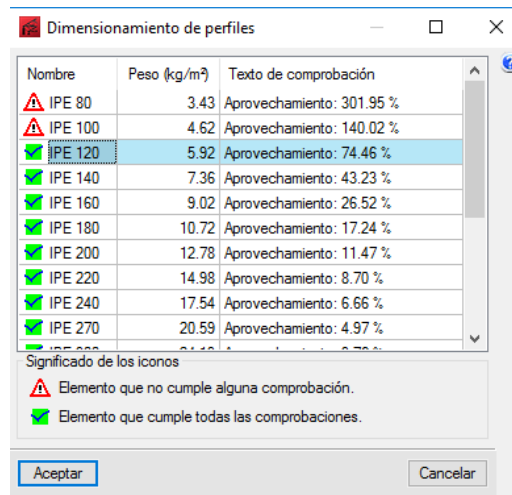 Dimensionamiento de perfiles
Nombre Peso (kg/m²) Texto de comprobación
IPE 80 3.43 Aprovechamiento: 301.95 %
IPE 100 4.62 Aprovechamiento: 140.02 %
IPE 120 5.92 Aprovechamiento: 74.46 %
IPE 140 7.36 Aprovechamiento: 43.23 %
IPE 160 9.02 Aprovechamiento: 26.52 %
IPE 180 10.72 Aprovechamiento: 17.24 %
IPE 200 12.78 Aprovechamiento: 11.47 %
IPE 220 14.98 Aprovechamiento: 8.70 %
IPE 240 17.54 Aprovechamiento: 6.66 %
IPE 270 20.59 Aprovechamiento: 4.97 %
Significado de los iconos
Elemento que no cumple alguna comprobación.
Elemento que cumple todas las comprobaciones.
Aceptar Cancelar